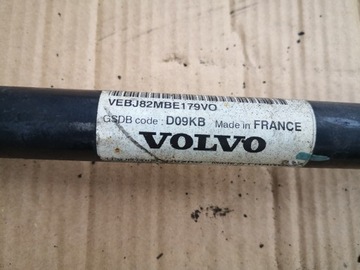 VEBJ82MBE179VO
GSDB code : D09KB Made in FRANCE
VOLVO